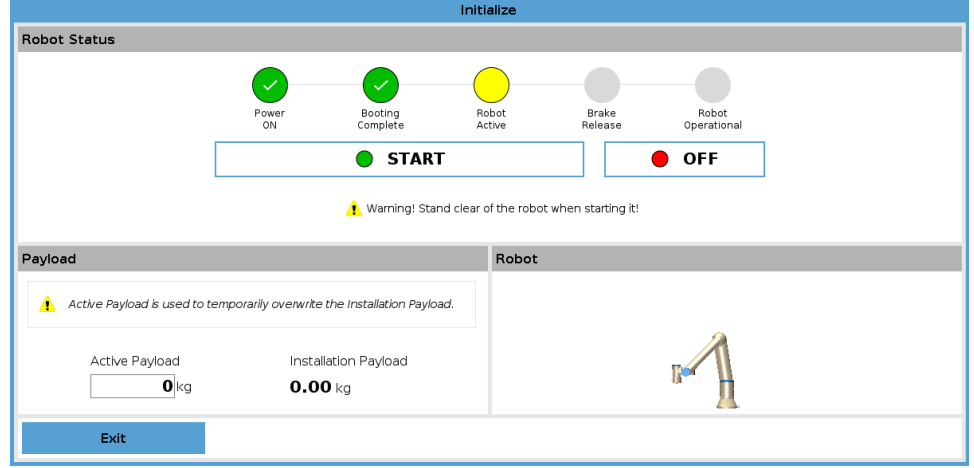 Initialize
Robot Status
Power
ON
Booting
Complete
Robot
Active
Brake
Release
Robot
Operational
START
OFF
Warning! Stand clear of the robot when starting it!
Payload
Robot
Active Payload is used to temporarily overwrite the Installation Payload.
Active Payload
Installation Payload
0 kg
0.00 kg
Exit